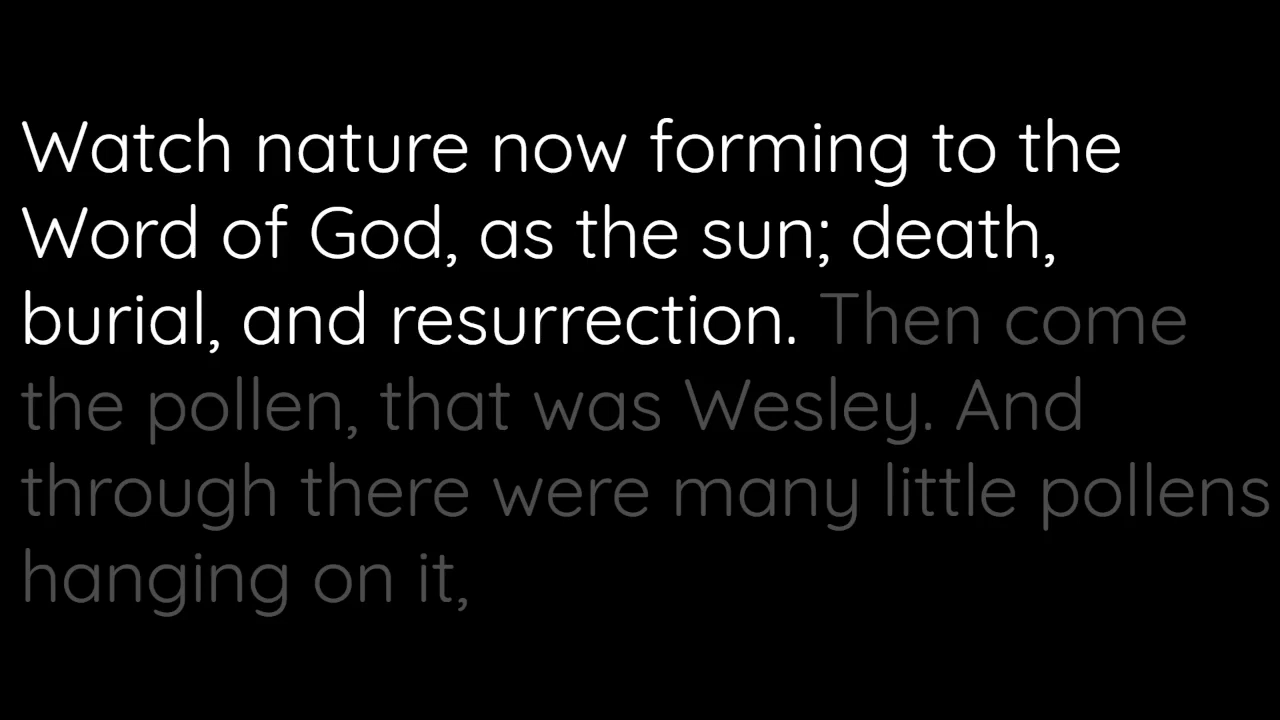 Watch nature now forming to the
Word of God, as the sun; death,
burial, and resurrection. Then come
the pollen, that was Wesley. And
through there were many little pollens
hanging on it,